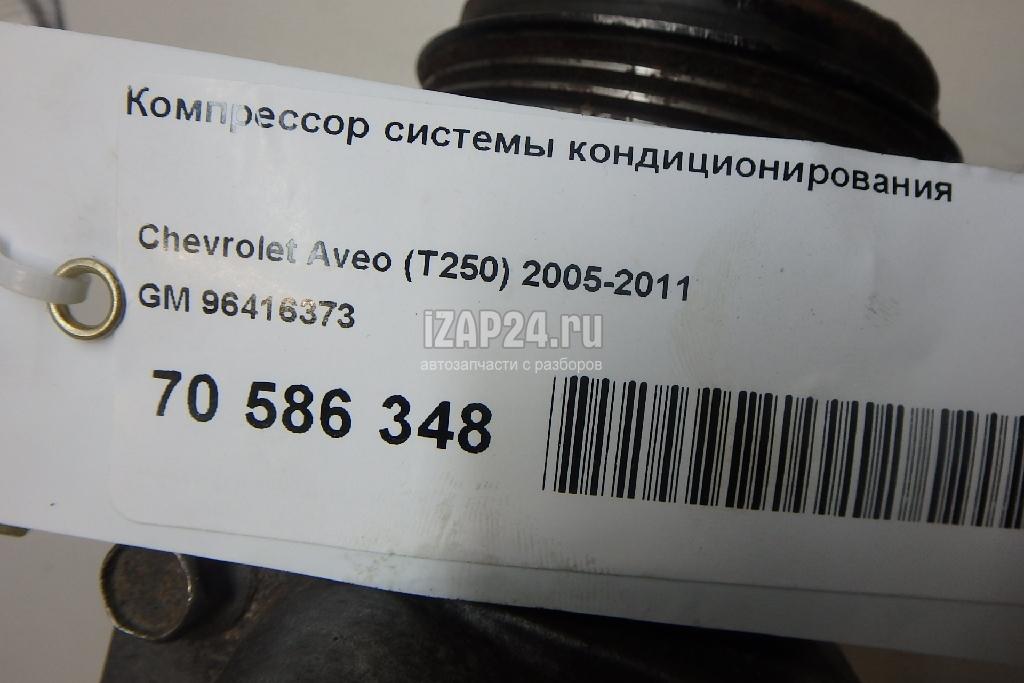 Компрессор системы кондиционирования
Chevrolet Aveo (T250) 2005-2011
GM 96416373
iZAP24.ru
автозапчасти с разборов
70 586 348